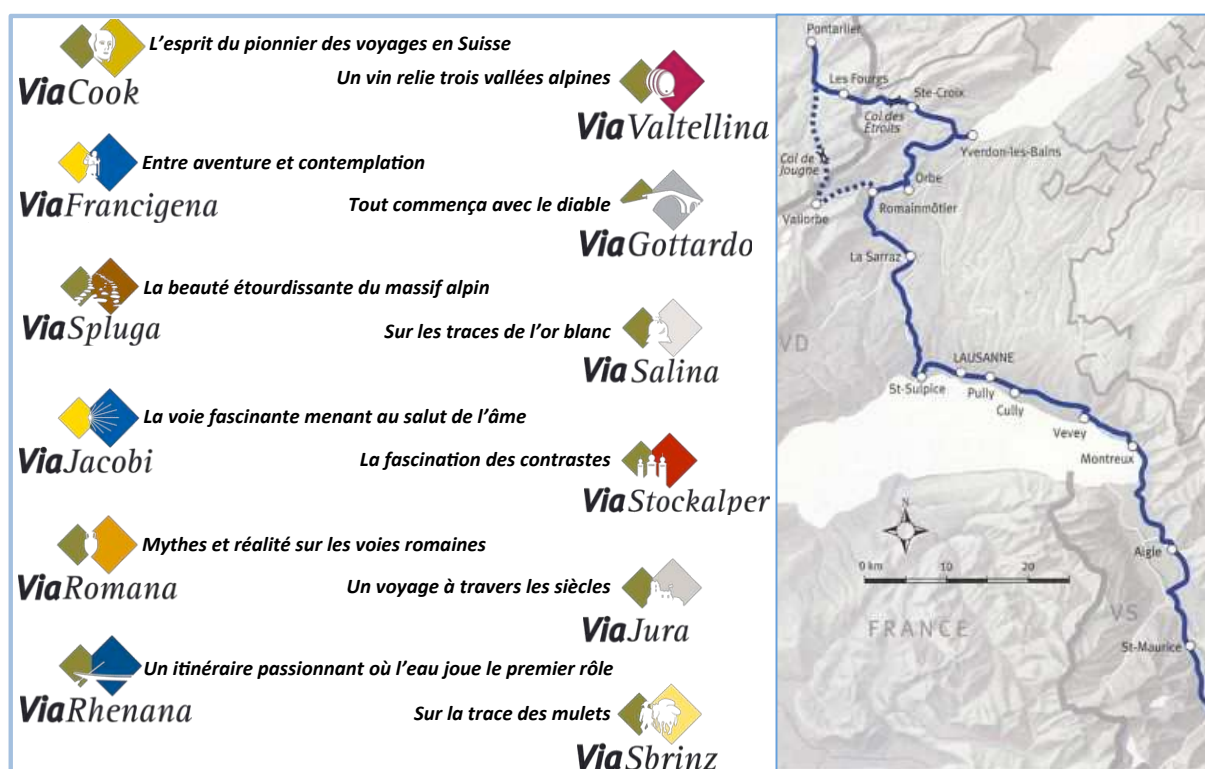 L'esprit du pionnier des voyages en Suisse
ViaCook
Un vin relie trois vallées alpines
ViaValtellina
Entre aventure et contemplation
ViaFrancigena
Tout commença avec le diable
ViaGottardo
La beauté étourdissante du massif alpin
ViaSpluga
Sur les traces de l'or blanc
ViaSalina
La voie fascinante menant au salut de l'âme
ViaJacobi
La fascination des contrastes
ViaStockalper
Mythes et réalité sur les voies romaines
ViaRomana
Un voyage à travers les siècles
ViaJura
Un itinéraire passionnant où l'eau joue le premier rôle
ViaRhenana
Sur la trace des mulets
ViaSbrinz
Pontarlier
Les Fourgs
Ste-Croix
Col des
Etroits
Yverdon-les-Bains
Col de
Jougne
Orbe
Vallorbe
Romainmôtier
La Sarraz
VD
LAUSANNE
St-Sulpice
Pully
Cully
Vevey
Montreux
N
Aigle
0 km
10
20
VS
FRANCE
St-Maurice